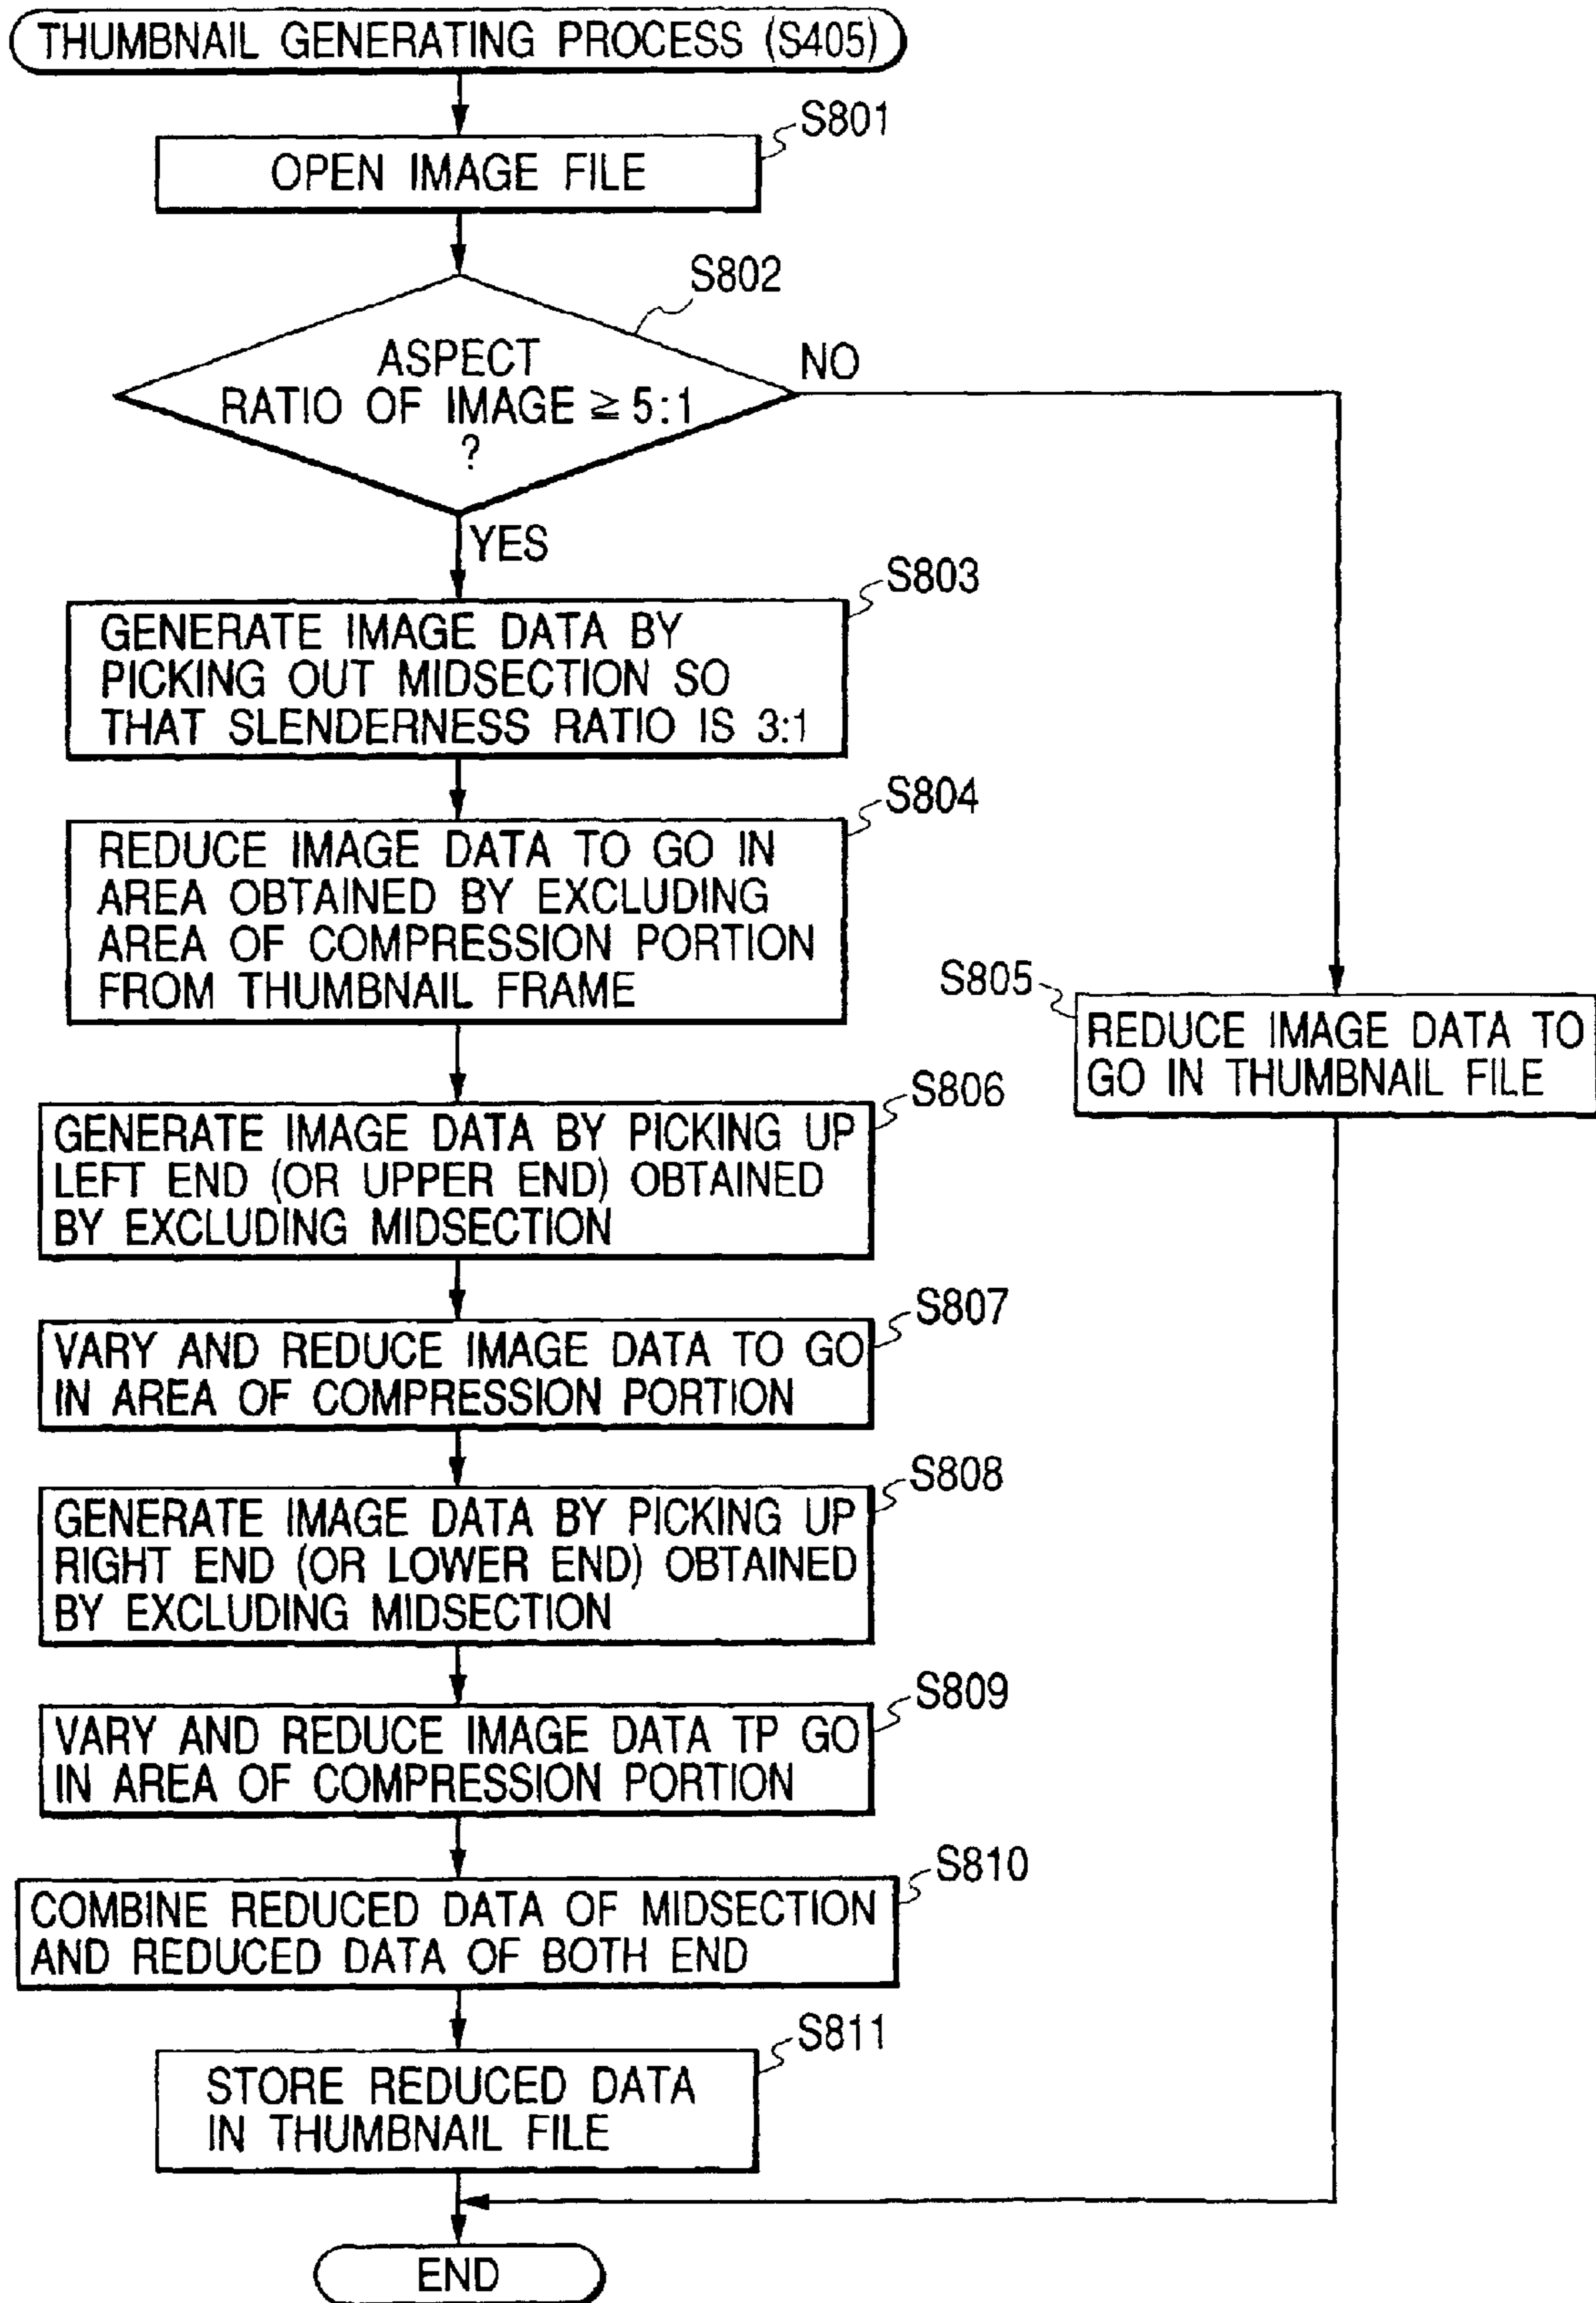 THUMBNAIL GENERATING PROCESS (S405)
S801
OPEN IMAGE FILE
S802
ASPECT
RATIO OF IMAGE ≧ 5:1
?
NO
YES
S803
GENERATE IMAGE DATA BY
PICKING OUT MIDSECTION SO
THAT SLENDERNESS RATIO IS 3:1
S804
REDUCE IMAGE DATA TO GO IN
AREA OBTAINED BY EXCLUDING
AREA OF COMPRESSION PORTION
FROM THUMBNAIL FRAME
S805
REDUCE IMAGE DATA TO
GO IN THUMBNAIL FILE
S806
GENERATE IMAGE DATA BY PICKING UP
LEFT END (OR UPPER END) OBTAINED
BY EXCLUDING MIDSECTION
S807
VARY AND REDUCE IMAGE DATA TO GO
IN AREA OF COMPRESSION PORTION
S808
GENERATE IMAGE DATA BY PICKING UP
RIGHT END (OR LOWER END) OBTAINED
BY EXCLUDING MIDSECTION
S809
VARY AND REDUCE IMAGE DATA TP GO
IN AREA OF COMPRESSION PORTION
S810
COMBINE REDUCED DATA OF MIDSECTION
AND REDUCED DATA OF BOTH END
S811
STORE REDUCED DATA
IN THUMBNAIL FILE
END